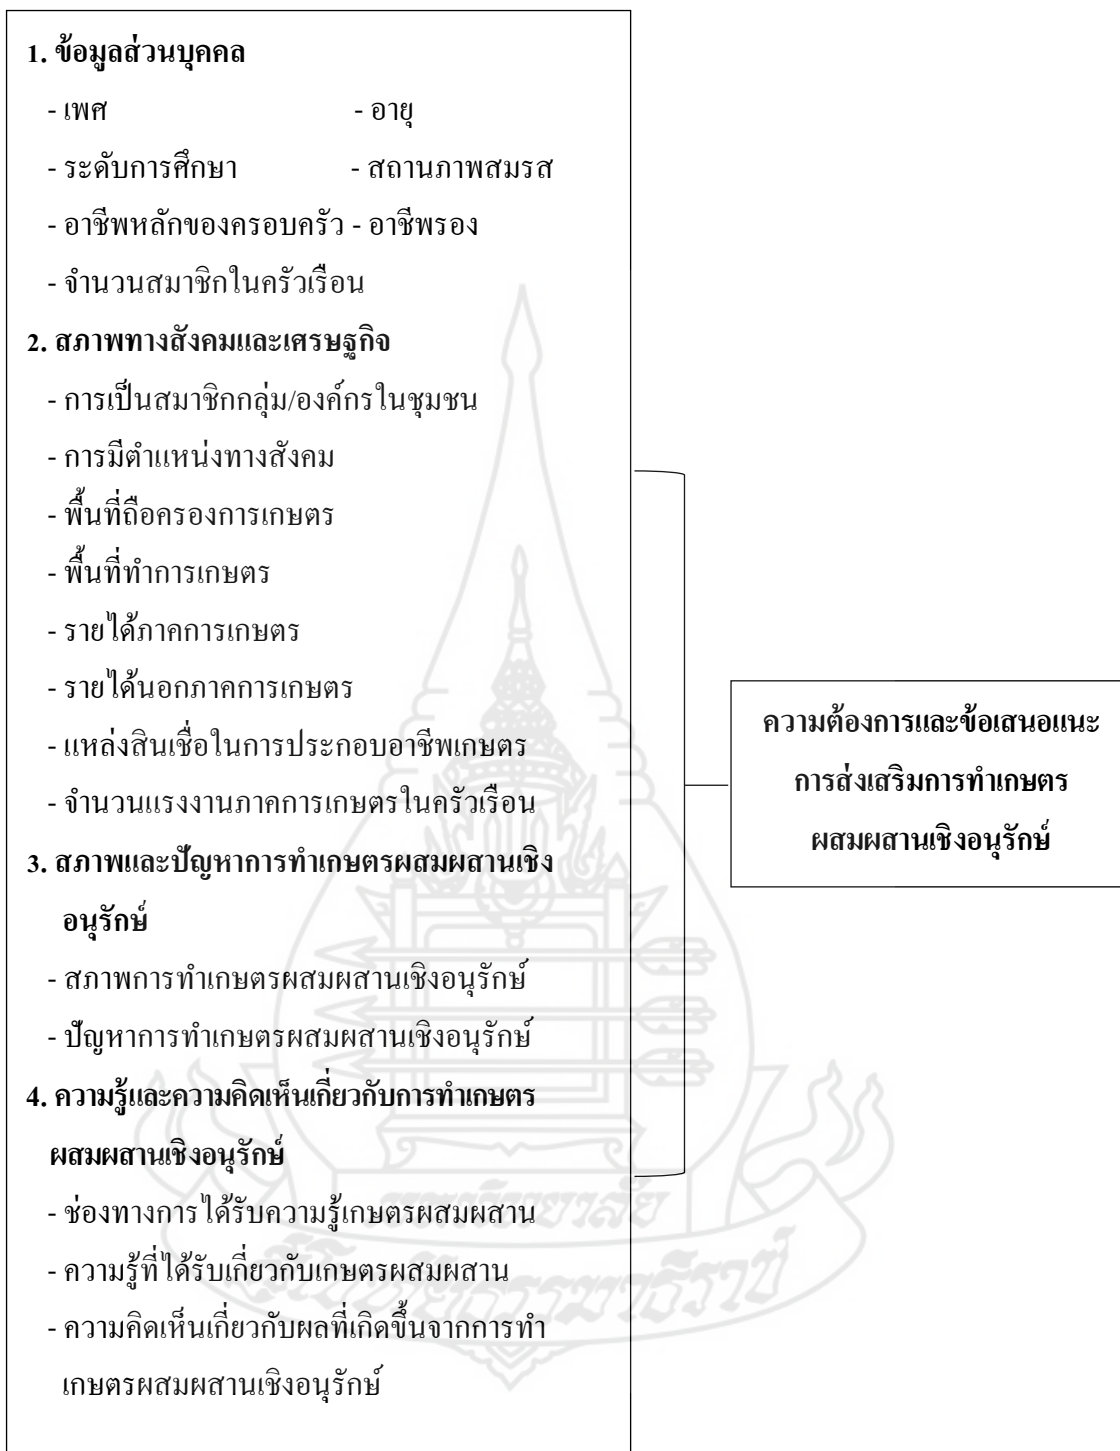 1. ข้อมูลส่วนบุคคล
- เพศ - อายุ
- ระดับการศึกษา - สถานภาพสมรส
- อาชีพหลักของครอบครัว - อาชีพรอง
- จำนวนสมาชิกในครัวเรือน
2. สภาพทางสังคมและเศรษฐกิจ
- การเป็นสมาชิกกลุ่ม/องค์กรในชุมชน
- การมีตำแหน่งทางสังคม
- พื้นที่ถือครองการเกษตร
- พื้นที่ทำการเกษตร
- รายได้ภาคการเกษตร
- รายได้นอกภาคการเกษตร
- แหล่งสินเชื่อในการประกอบอาชีพเกษตร
- จำนวนแรงงานภาคการเกษตรในครัวเรือน
3. สภาพและปัญหาการทำเกษตรผสมผสานเชิง
อนุรักษ์
- สภาพการทำเกษตรผสมผสานเชิงอนุรักษ์
- ปัญหาการทำเกษตรผสมผสานเชิงอนุรักษ์
4. ความรู้และความคิดเห็นเกี่ยวกับการทำเกษตร
ผสมผสานเชิงอนุรักษ์
- ช่องทางการได้รับความรู้เกษตรผสมผสาน
- ความรู้ที่ได้รับเกี่ยวกับเกษตรผสมผสาน
- ความคิดเห็นเกี่ยวกับผลที่เกิดขึ้นจากการทำ
เกษตรผสมผสานเชิงอนุรักษ์
ความต้องการและข้อเสนอแนะ
การส่งเสริมการทำเกษตร
ผสมผสานเชิงอนุรักษ์
มหาวิทยาลัย
สุโขทัยธรรมาธิราช